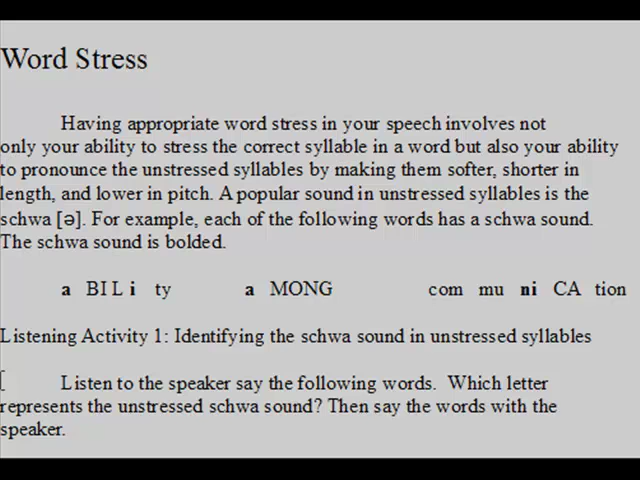 Word Stress
Having appropriate word stress in your speech involves not
only your ability to stress the correct syllable in a word but also your ability
to pronounce the unstressed syllables by making them softer, shorter in
length, and lower in pitch. A popular sound in unstressed syllables is the
schwa [ə]. For example, each of the following words has a schwa sound.
The schwa sound is bolded.
a BIL i ty a MONG com mu ni CA tion
Listening Activity 1: Identifying the schwa sound in unstressed syllables
[ Listen to the speaker say the following words. Which letter
represents the unstressed schwa sound? Then say the words with the
speaker.